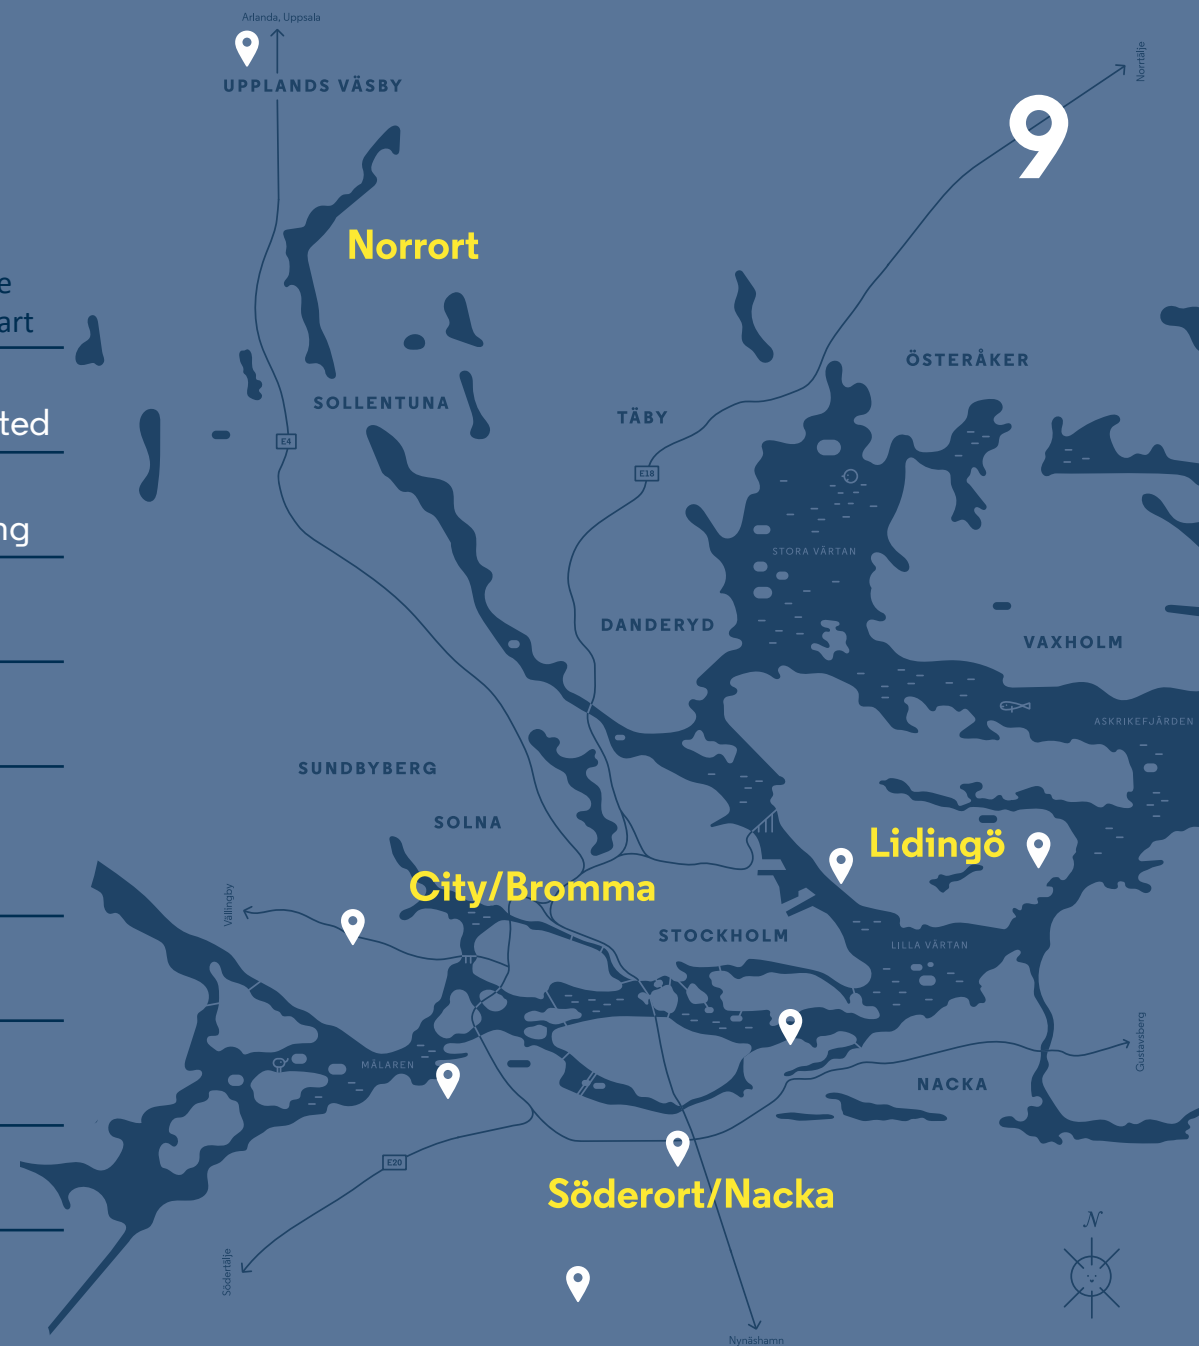 Arlanda, Uppsala
UPPLANDS VÄSBY
Norrtälje
9
Norrort
e
art
ÖSTERÅKER
SOLLENTUNA
TÄBY
ted
E4
E18
ng
STORA VÄRTAN
DANDERYD
VAXHOLM
ASKRIKEFJÄRDEN
SUNDBYBERG
SOLNA
Lidingö
City/Bromma
Vällingby
STOCKHOLM
LILLA VÄRTAN
Gustavsberg
MÄLAREN
NACKA
E20
Söderort/Nacka
N
Södertälje
Nynäshamn